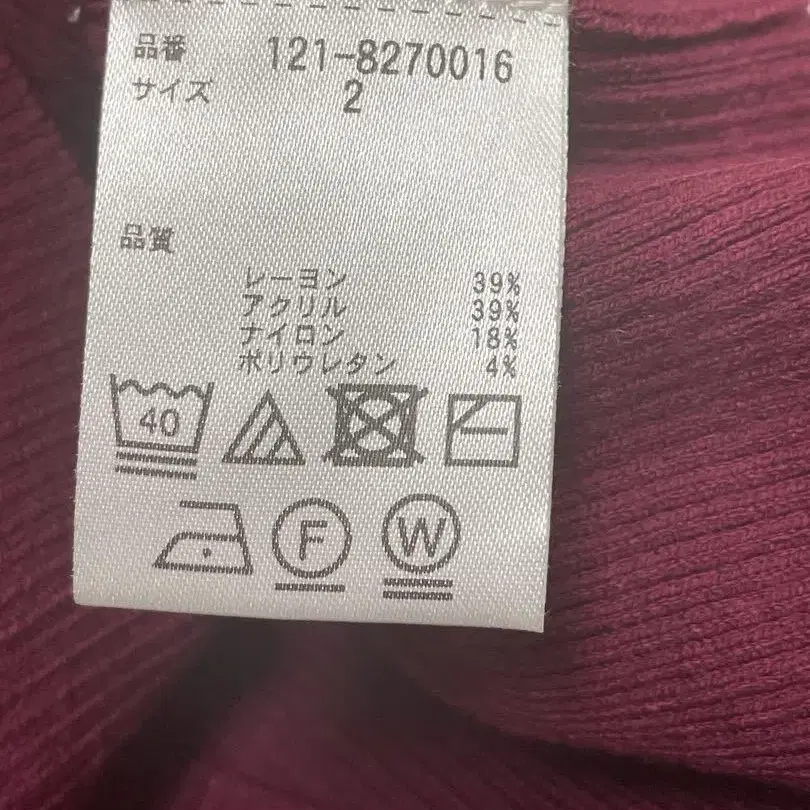 品番 121-8270016
サイズ 2
品質
レーヨン 39%
アクリル 39%
ナイロン 18%
ポリウレタン 4%
40
F W